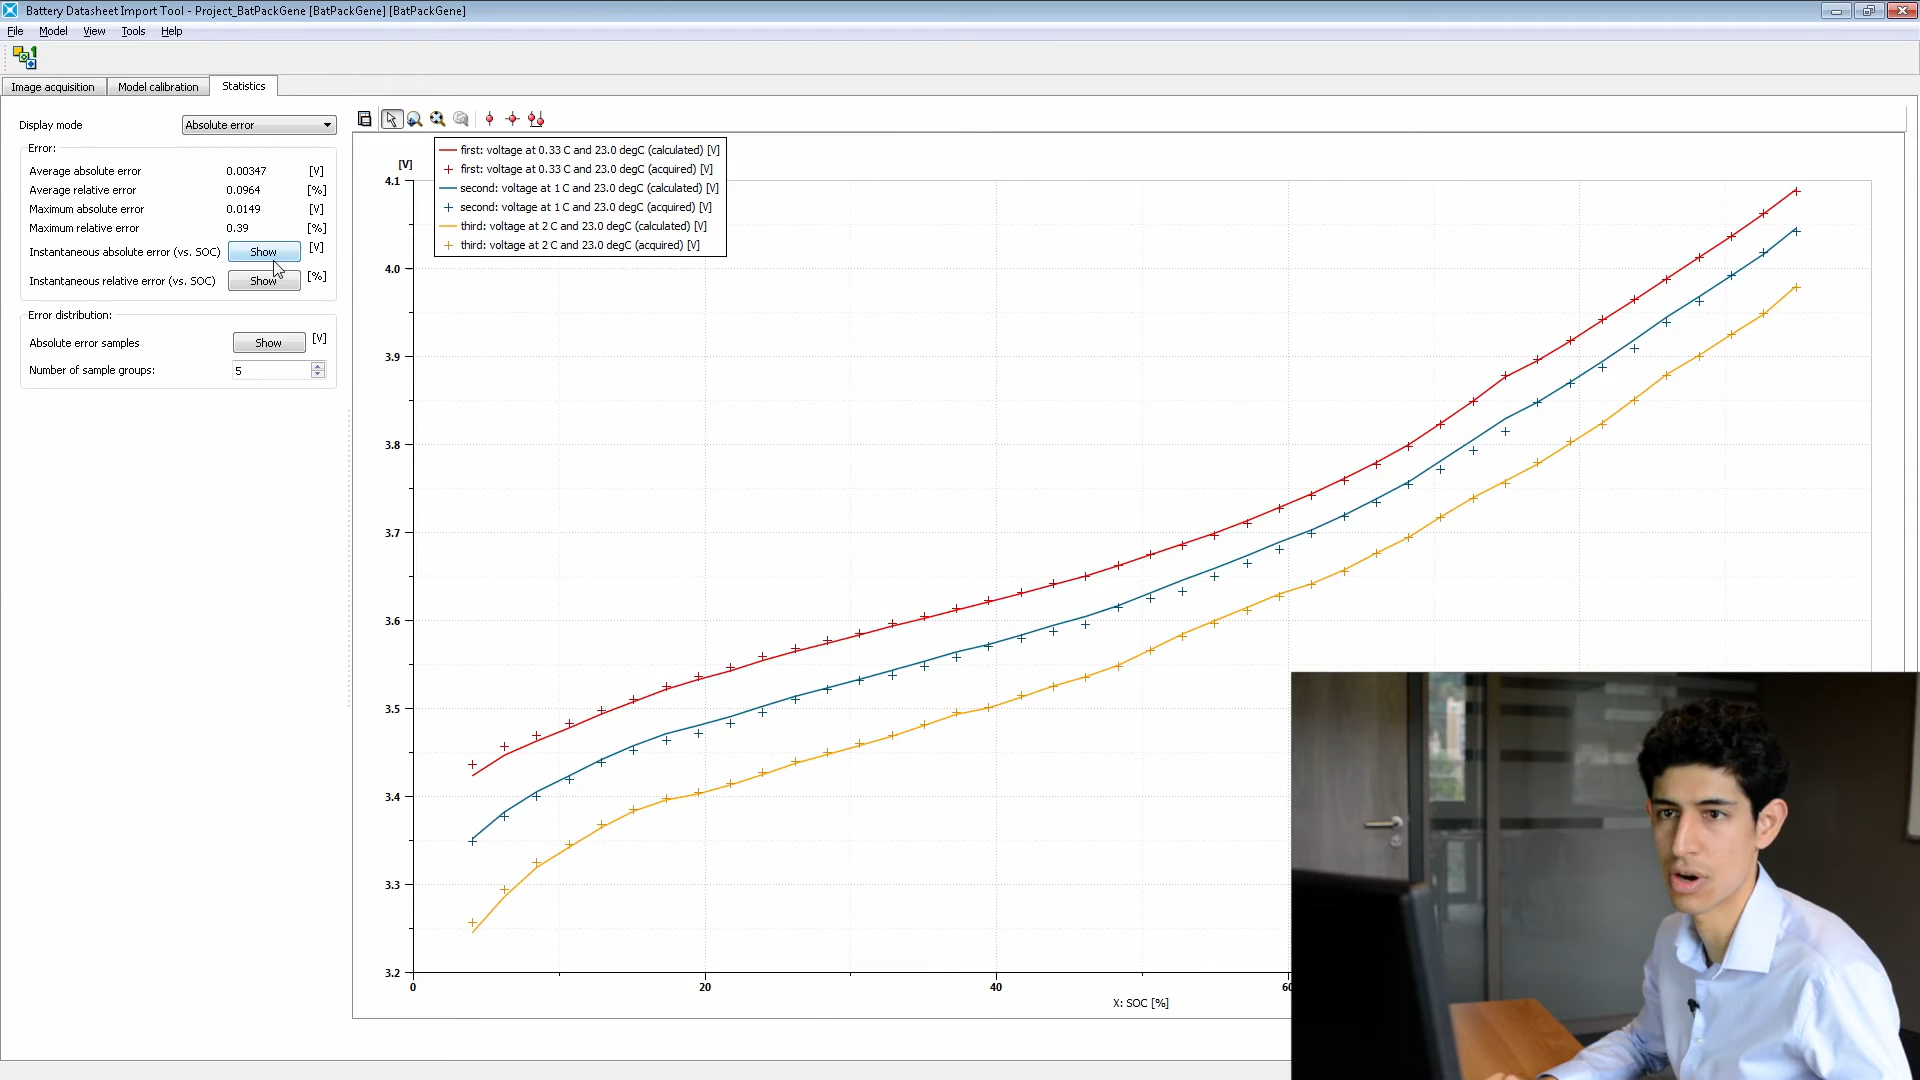 Battery Datasheet Import Tool - Project_BatPackGene [BatPackGene] [BatPackGene]
File Model View Tools Help
Image acquisition Model calibration Statistics
Display mode Absolute error
Error:
Average absolute error 0.00347 [V]
Average relative error 0.0964 [%]
Maximum absolute error 0.0149 [V]
Maximum relative error 0.39 [%]
Instantaneous absolute error (vs. SOC) Show [V]
Instantaneous relative error (vs. SOC) Show [%]
Error distribution:
Absolute error samples Show [V]
Number of sample groups: 5
first: voltage at 0.33 C and 23.0 degC (calculated) [V]
first: voltage at 0.33 C and 23.0 degC (acquired) [V]
second: voltage at 1 C and 23.0 degC (calculated) [V]
second: voltage at 1 C and 23.0 degC (acquired) [V]
third: voltage at 2 C and 23.0 degC (calculated) [V]
third: voltage at 2 C and 23.0 degC (acquired) [V]
[V]
4.1
4.0
3.9
3.8
3.7
3.6
3.5
3.4
3.3
3.2
0 20 40 60
X: SOC [%]